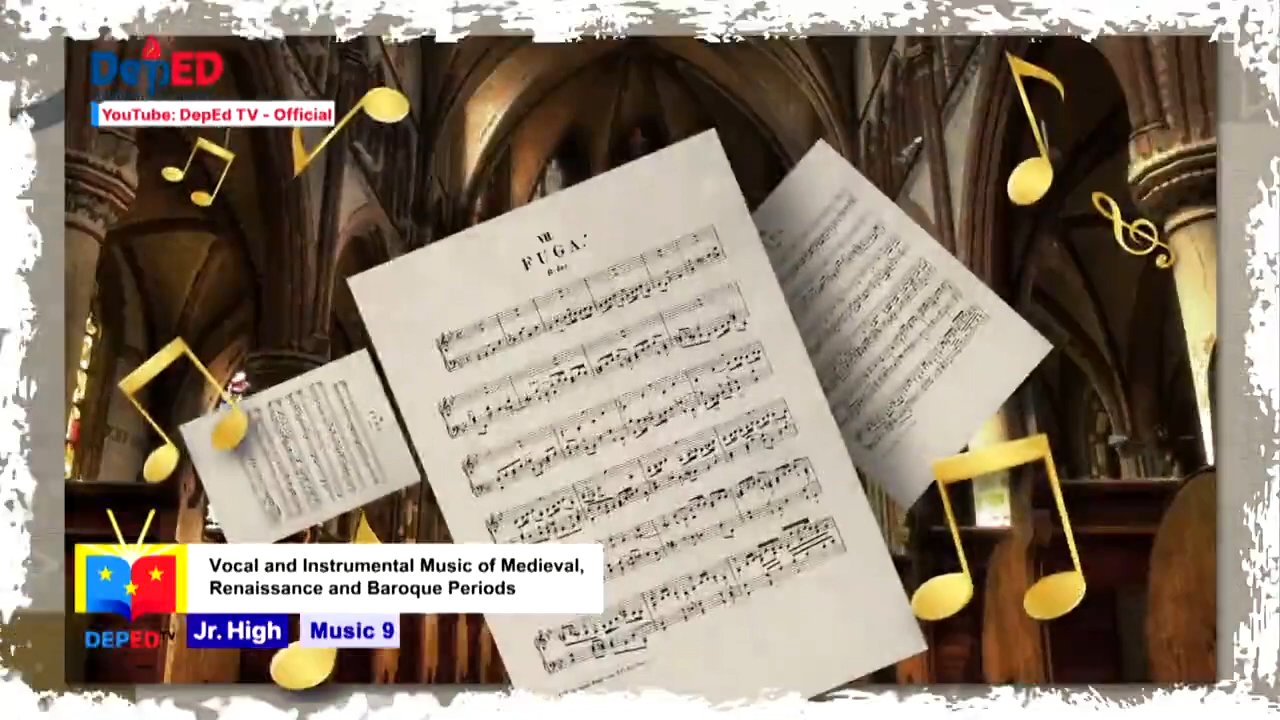 DepED
YouTube: DepEd TV - Official
VII.
FUGA.
Vocal and Instrumental Music of Medieval,
Renaissance and Baroque Periods
DEPED TV
Jr. High
Music 9